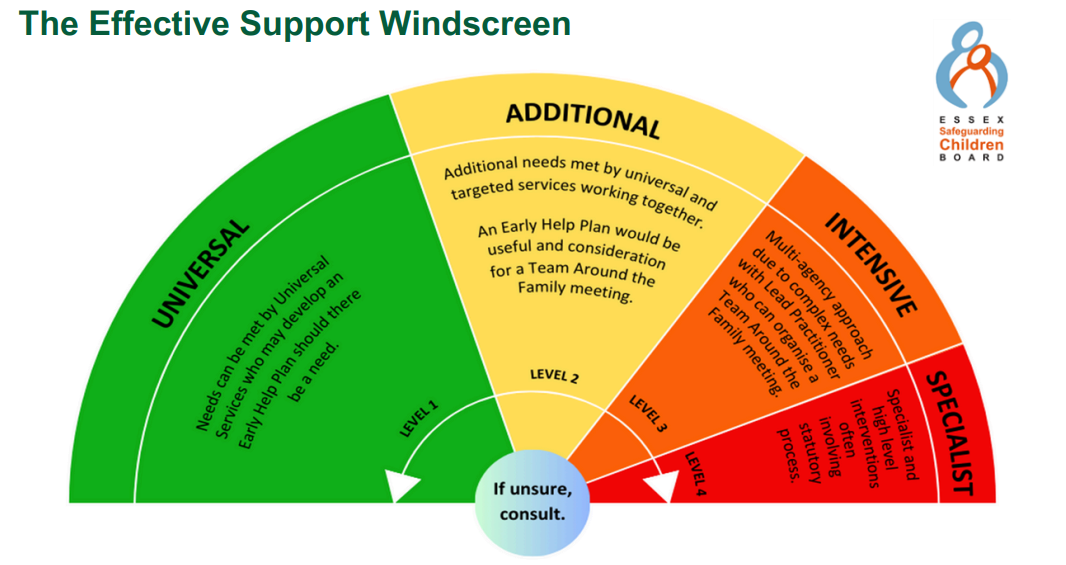 The Effective Support Windscreen
ESSEX
Safeguarding
Children
BOARD
UNIVERSAL
Needs can be met by Universal
Services who may develop an
Early Help Plan should there
be a need.
LEVEL 1
ADDITIONAL
Additional needs met by universal and
targeted services working together.
An Early Help Plan would be
useful and consideration
for a Team Around the
Family meeting.
LEVEL 2
INTENSIVE
Multi-agency approach
due to complex needs
with Lead Practitioner
who can organise a
Team Around the
Family meeting.
LEVEL 3
SPECIALIST
Specialist and
high level
interventions
often
involving
statutory
process.
LEVEL 4
If unsure,
consult.